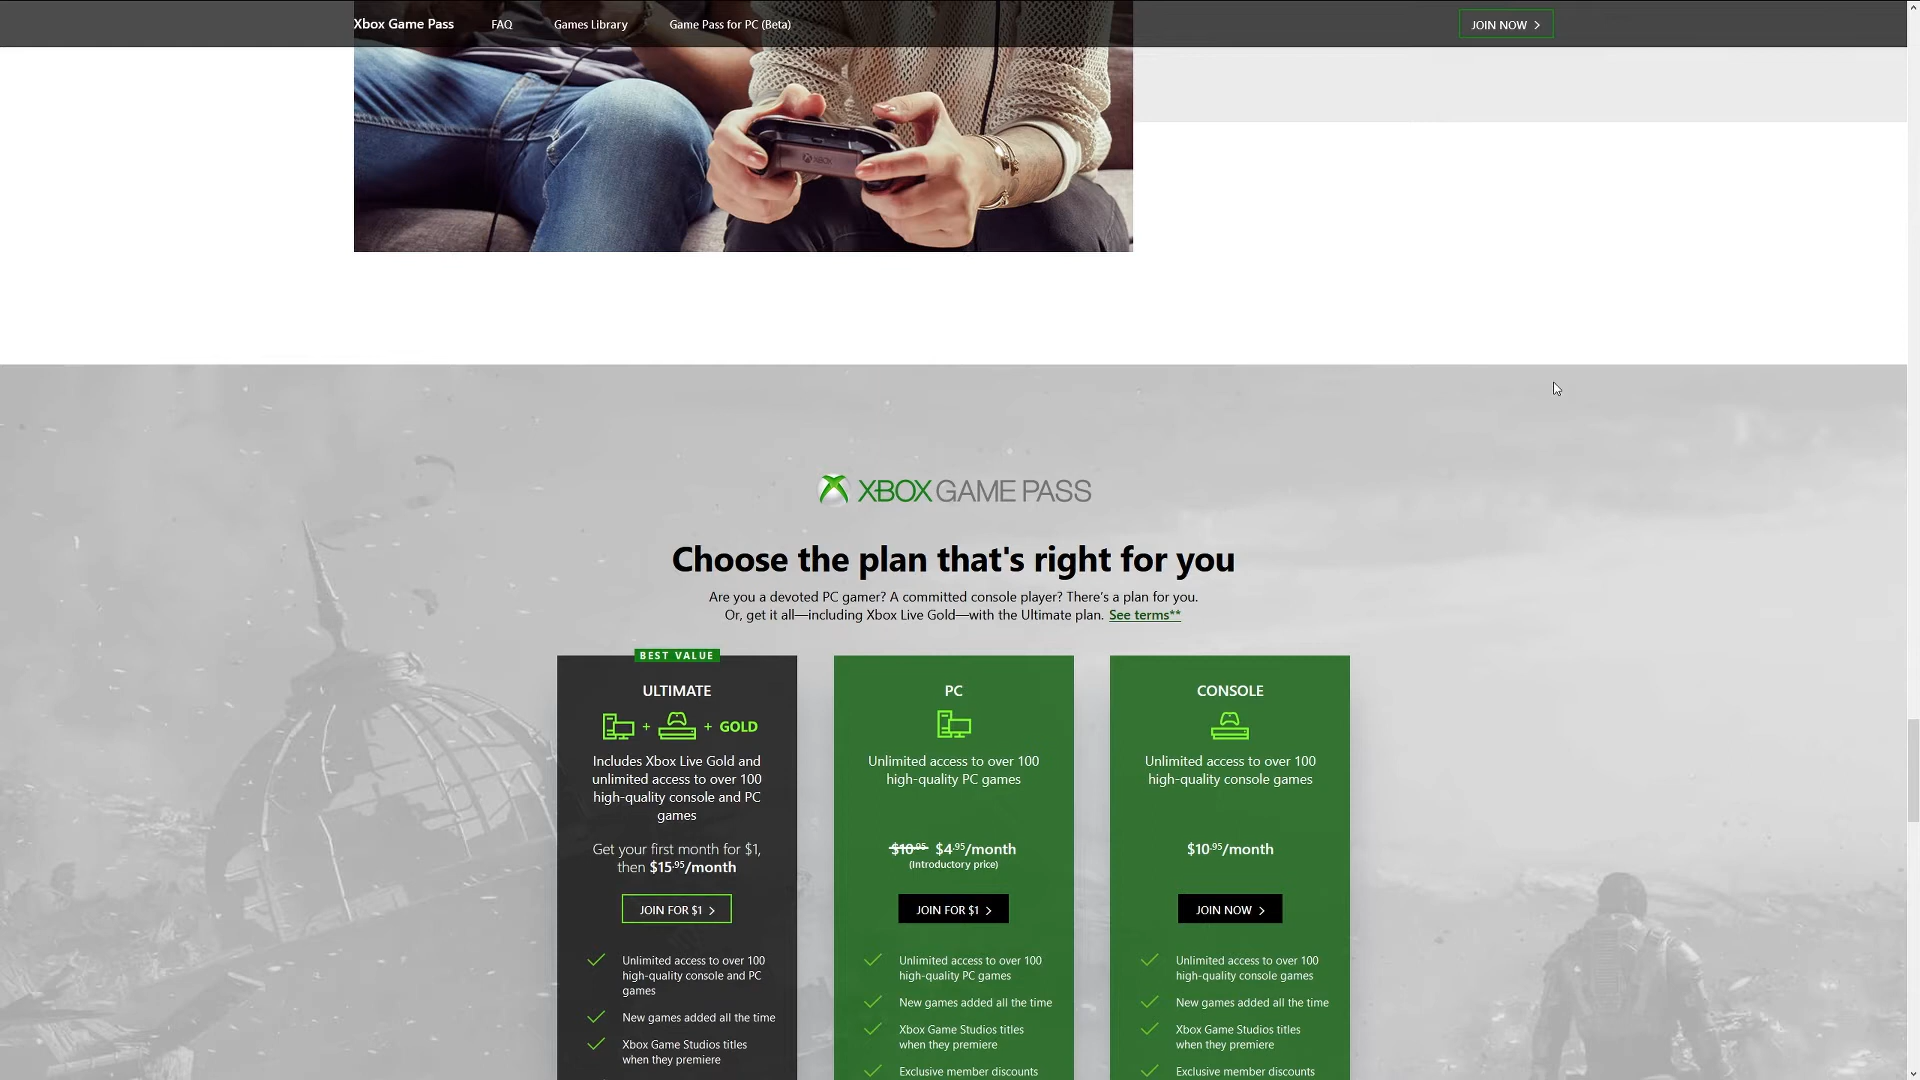 Xbox Game Pass
FAQ
Games Library
Game Pass for PC (Beta)
JOIN NOW >
XBOX
XBOX GAME PASS
Choose the plan that's right for you
Are you a devoted PC gamer? A committed console player? There's a plan for you.
Or, get it all—including Xbox Live Gold—with the Ultimate plan. See terms**
BEST VALUE
ULTIMATE
+ + GOLD
Includes Xbox Live Gold and
unlimited access to over 100
high-quality console and PC
games
Get your first month for $1,
then $15.95/month
JOIN FOR $1 >
Unlimited access to over 100
high-quality console and PC
games
New games added all the time
Xbox Game Studios titles
when they premiere
PC
Unlimited access to over 100
high-quality PC games
$10.95 $4.95/month
(Introductory price)
JOIN FOR $1 >
Unlimited access to over 100
high-quality PC games
New games added all the time
Xbox Game Studios titles
when they premiere
Exclusive member discounts
CONSOLE
Unlimited access to over 100
high-quality console games
$10.95/month
JOIN NOW >
Unlimited access to over 100
high-quality console games
New games added all the time
Xbox Game Studios titles
when they premiere
Exclusive member discounts